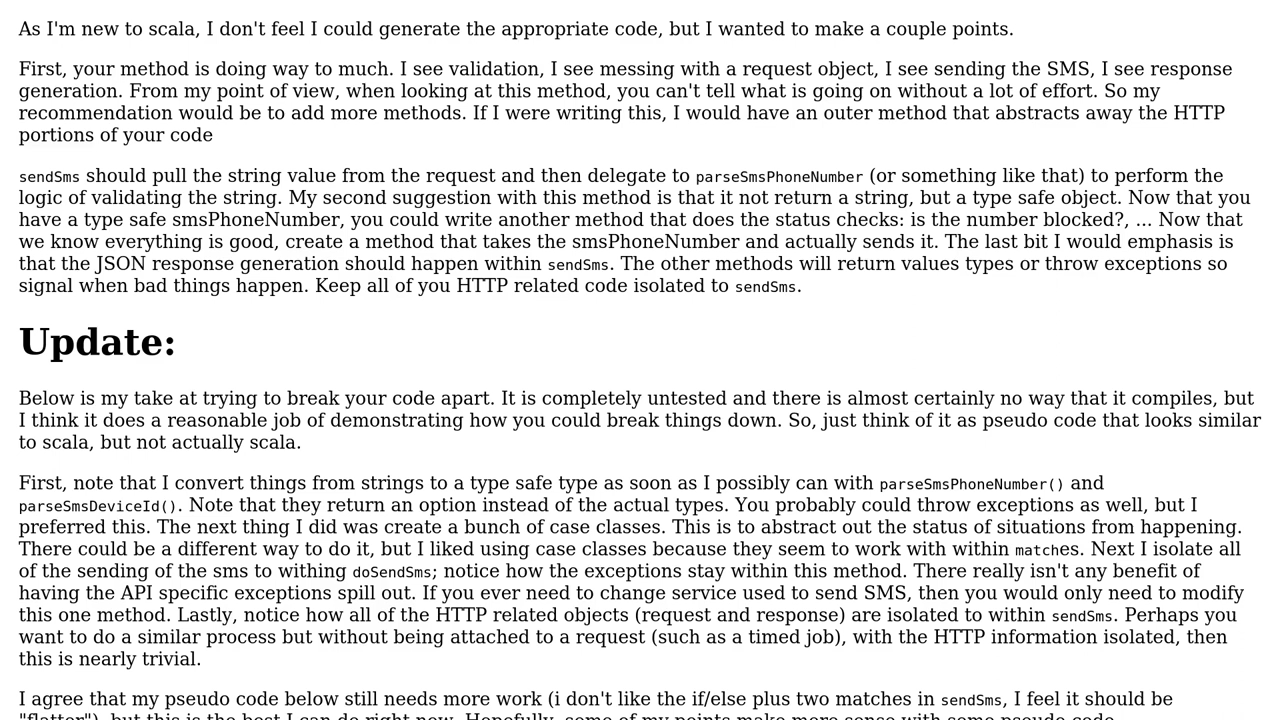 As I'm new to scala, I don't feel I could generate the appropriate code, but I wanted to make a couple points.
First, your method is doing way to much. I see validation, I see messing with a request object, I see sending the SMS, I see response
generation. From my point of view, when looking at this method, you can't tell what is going on without a lot of effort. So my
recommendation would be to add more methods. If I were writing this, I would have an outer method that abstracts away the HTTP
portions of your code
sendSms should pull the string value from the request and then delegate to parseSmsPhoneNumber (or something like that) to perform the
logic of validating the string. My second suggestion with this method is that it not return a string, but a type safe object. Now that you
have a type safe smsPhoneNumber, you could write another method that does the status checks: is the number blocked?, ... Now that
we know everything is good, create a method that takes the smsPhoneNumber and actually sends it. The last bit I would emphasis is
that the JSON response generation should happen within sendSms. The other methods will return values types or throw exceptions so
signal when bad things happen. Keep all of you HTTP related code isolated to sendSms.
Update:
Below is my take at trying to break your code apart. It is completely untested and there is almost certainly no way that it compiles, but
I think it does a reasonable job of demonstrating how you could break things down. So, just think of it as pseudo code that looks similar
to scala, but not actually scala.
First, note that I convert things from strings to a type safe type as soon as I possibly can with parseSmsPhoneNumber() and
parseSmsDeviceId(). Note that they return an option instead of the actual types. You probably could throw exceptions as well, but I
preferred this. The next thing I did was create a bunch of case classes. This is to abstract out the status of situations from happening.
There could be a different way to do it, but I liked using case classes because they seem to work with within matches. Next I isolate all
of the sending of the sms to withing doSendSms; notice how the exceptions stay within this method. There really isn't any benefit of
having the API specific exceptions spill out. If you ever need to change service used to send SMS, then you would only need to modify
this one method. Lastly, notice how all of the HTTP related objects (request and response) are isolated to within sendSms. Perhaps you
want to do a similar process but without being attached to a request (such as a timed job), with the HTTP information isolated, then
this is nearly trivial.
I agree that my pseudo code below still needs more work (i don't like the if/else plus two matches in sendSms, I feel it should be
"flatter"), but this is the best I can do right now. Hopefully, some of my points make more sense with some pseudo code.